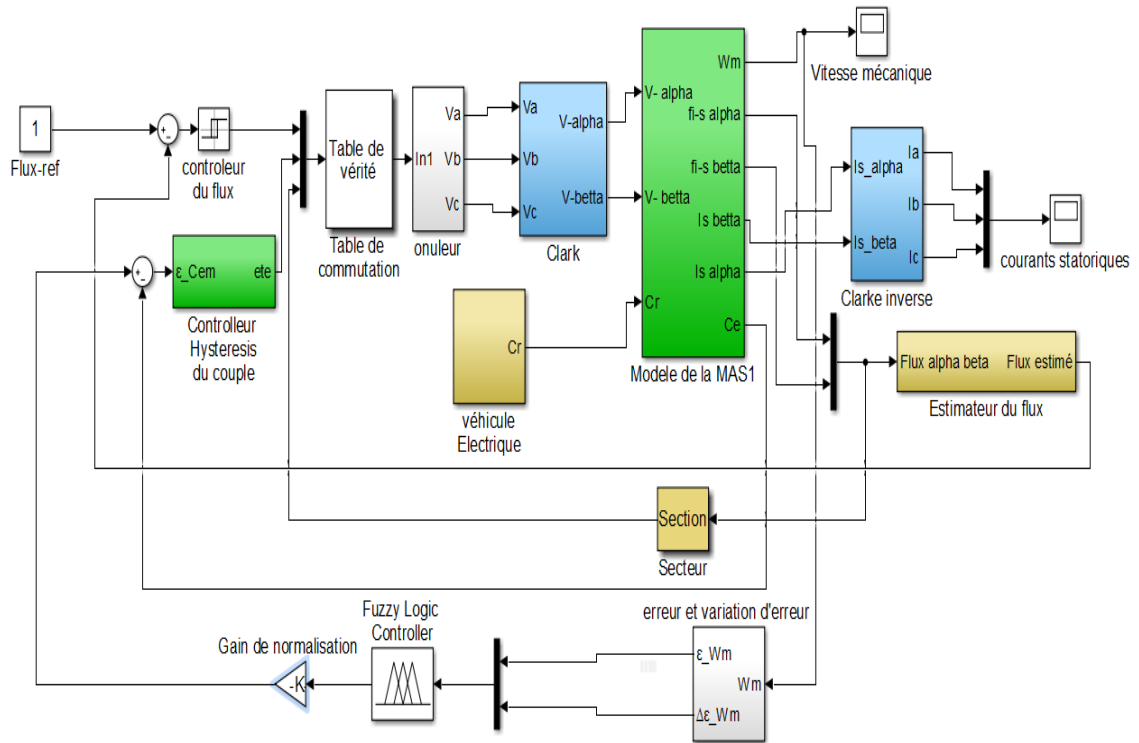 1
Flux-ref
+
-
controleur
du flux
ε_Cem
ete
Controlleur
Hysteresis
du couple
+
-
Table de
vérité
Table de
commutation
In1
Va
Vb
Vc
onuleur
Va
Vb
Vc
V-alpha
V-betta
Clark
Cr
véhicule
Electrique
V- alpha
V- betta
Cr
Wm
fi-s alpha
fi-s betta
Is betta
Is alpha
Ce
Modele de la MAS1
Vitesse mécanique
Is_alpha
Is_beta
Ia
Ib
Ic
Clarke inverse
courants statoriques
Flux alpha beta
Flux estimé
Estimateur du flux
Section
Secteur
erreur et variation d'erreur
ε_Wm
Δε_Wm
Wm
Fuzzy Logic
Controller
Gain de normalisation
-K